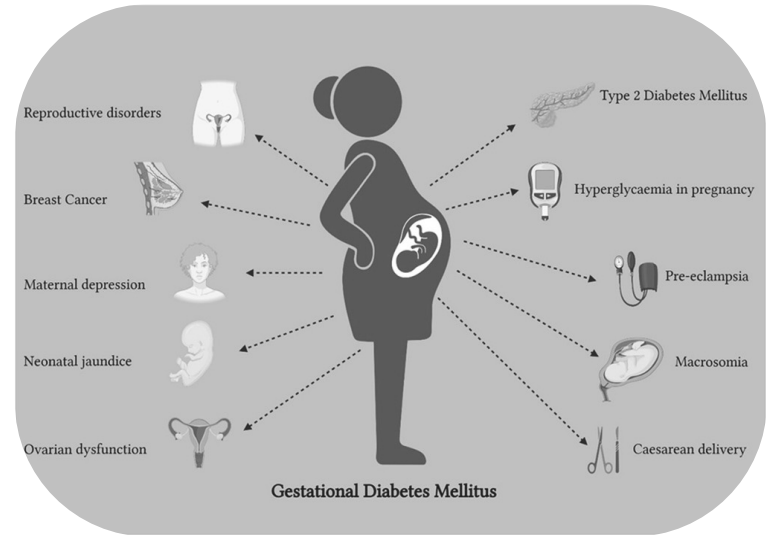 Reproductive disorders
Breast Cancer
Maternal depression
Neonatal jaundice
Ovarian dysfunction
Type 2 Diabetes Mellitus
Hyperglycaemia in pregnancy
Pre-eclampsia
Macrosomia
Caesarean delivery
Gestational Diabetes Mellitus